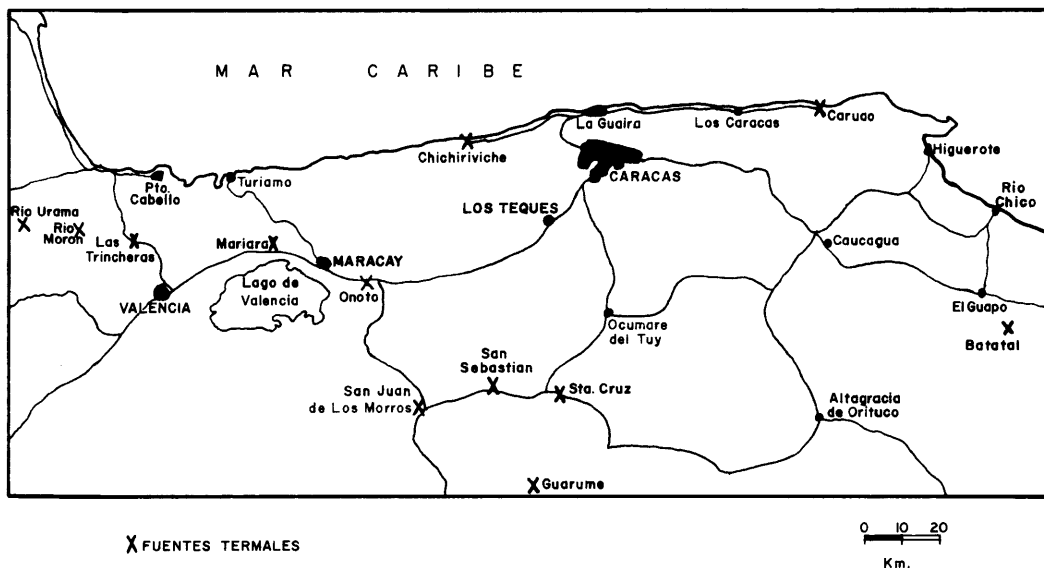 MAR CARIBE
La Guaira
Los Caracas
Caruao
Chichiriviche
Higuerote
CARACAS
Pto.
Cabello
Turiamo
Rio
Chico
Rio Urama
Rio
Moron
LOS TEQUES
Las
Trincheras
Mariara
Caucagua
MARACAY
Lago de
Valencia
Onoto
VALENCIA
El Guapo
Ocumare
del Tuy
Batatal
San
Sebastian
San Juan
de Los Morros
Sta. Cruz
Altagracia
de Orituco
Guarume
X FUENTES TERMALES
0 10 20
Km.